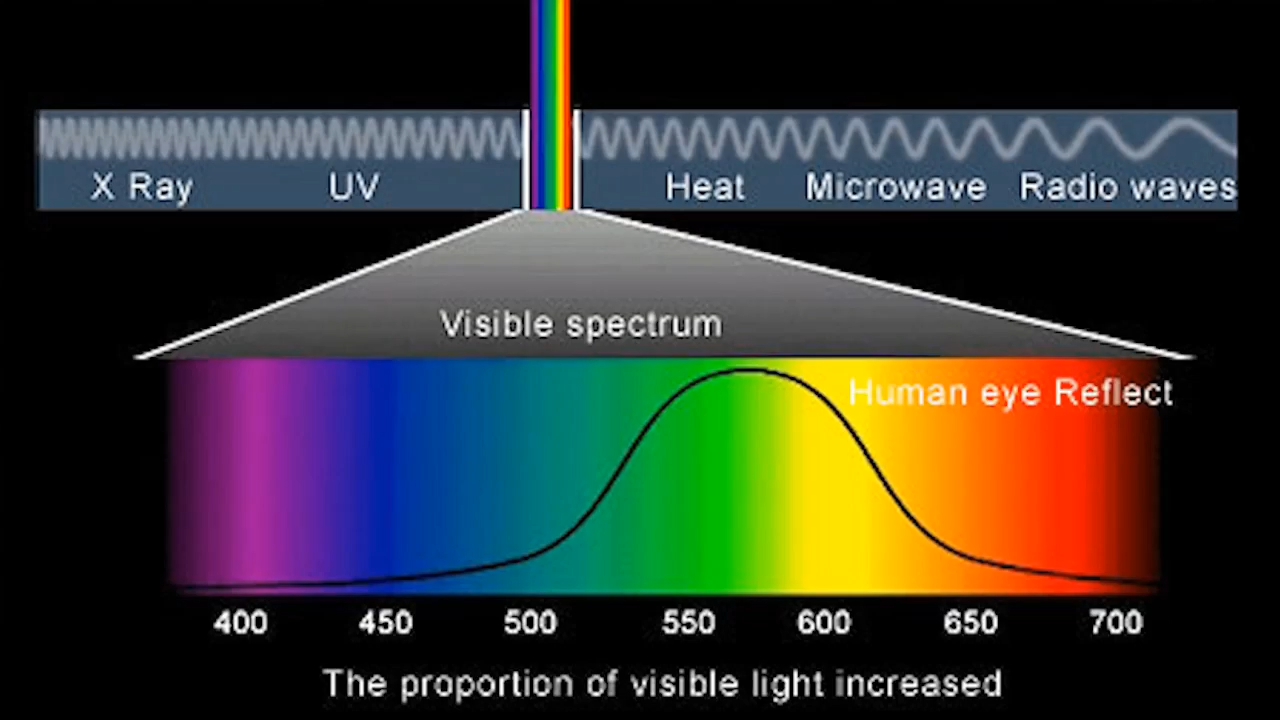 X Ray UV Heat Microwave Radio waves
Visible spectrum
Human eye Reflect
400 450 500 550 600 650 700
The proportion of visible light increased